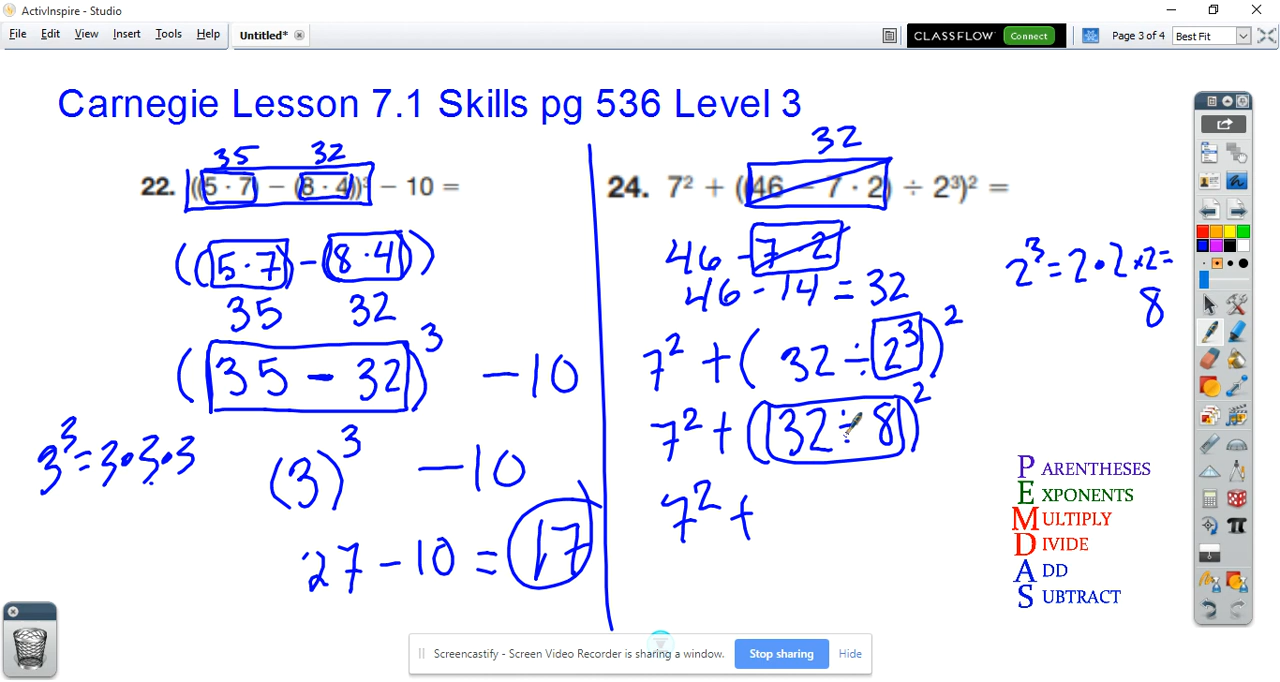 ActivInspire - Studio
File Edit View Insert Tools Help Untitled* CLASSFLOW Connect Page 3 of 4 Best Fit
Carnegie Lesson 7.1 Skills pg 536 Level 3
35 32
22. ((5 · 7) − (8 · 4))³ − 10 =
((5 · 7) − (8 · 4))
35 32
(35 − 32)³ − 10
3³ = 3 · 3 · 3
(3)³ − 10
27 − 10 = 17
32
24. 7² + ((46 − 7 · 2) ÷ 2³)² =
46 − 7 · 2
46 − 14 = 32
2³ = 2 · 2 × 2 =
8
7² + (32 ÷ 2³)²
7² + (32 ÷ 8)²
7² +
PARENTHESES
EXPONENTS
MULTIPLY
DIVIDE
ADD
SUBTRACT
Screencastify - Screen Video Recorder is sharing a window. Stop sharing Hide